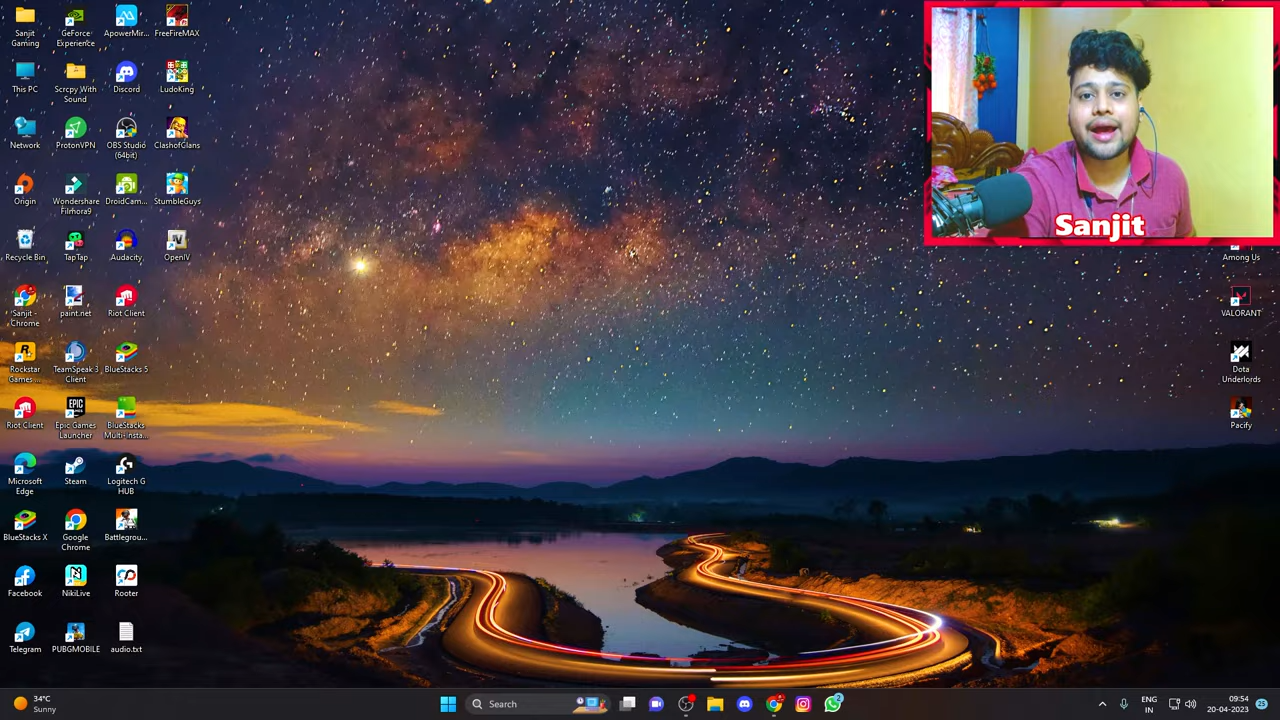 Sanjit
Gaming
GeForce
Experience
ApowerMir...
FreeFireMAX
This PC
Scrcpy With
Sound
Discord
LudoKing
Network
ProtonVPN
OBS Studio
(64bit)
ClashofGlans
Origin
Wondershare
Filmora9
DroidCam...
StumbleGuys
Recycle Bin
TapTap
Audacity
OpenIV
Sanjit -
Chrome
paint.net
Riot Client
Rockstar
Games ...
TeamSpeak 3
Client
BlueStacks 5
Riot Client
Epic Games
Launcher
BlueStacks
Multi-Insta...
Microsoft
Edge
Steam
Logitech G
HUB
BlueStacks X
Google
Chrome
Battlegrou...
Facebook
NikiLive
Rooter
Telegram
PUBGMOBILE
audio.txt
Sanjit
Among Us
VALORANT
Dota
Underlords
Pacify
34°C
Sunny
Search
ENG
IN
09:54
20-04-2023